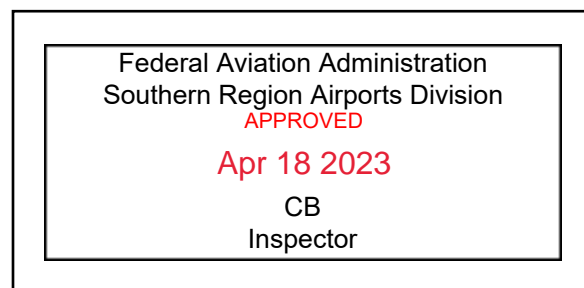 Federal Aviation Administration
Southern Region Airports Division
APPROVED
Apr 18 2023
CB
Inspector